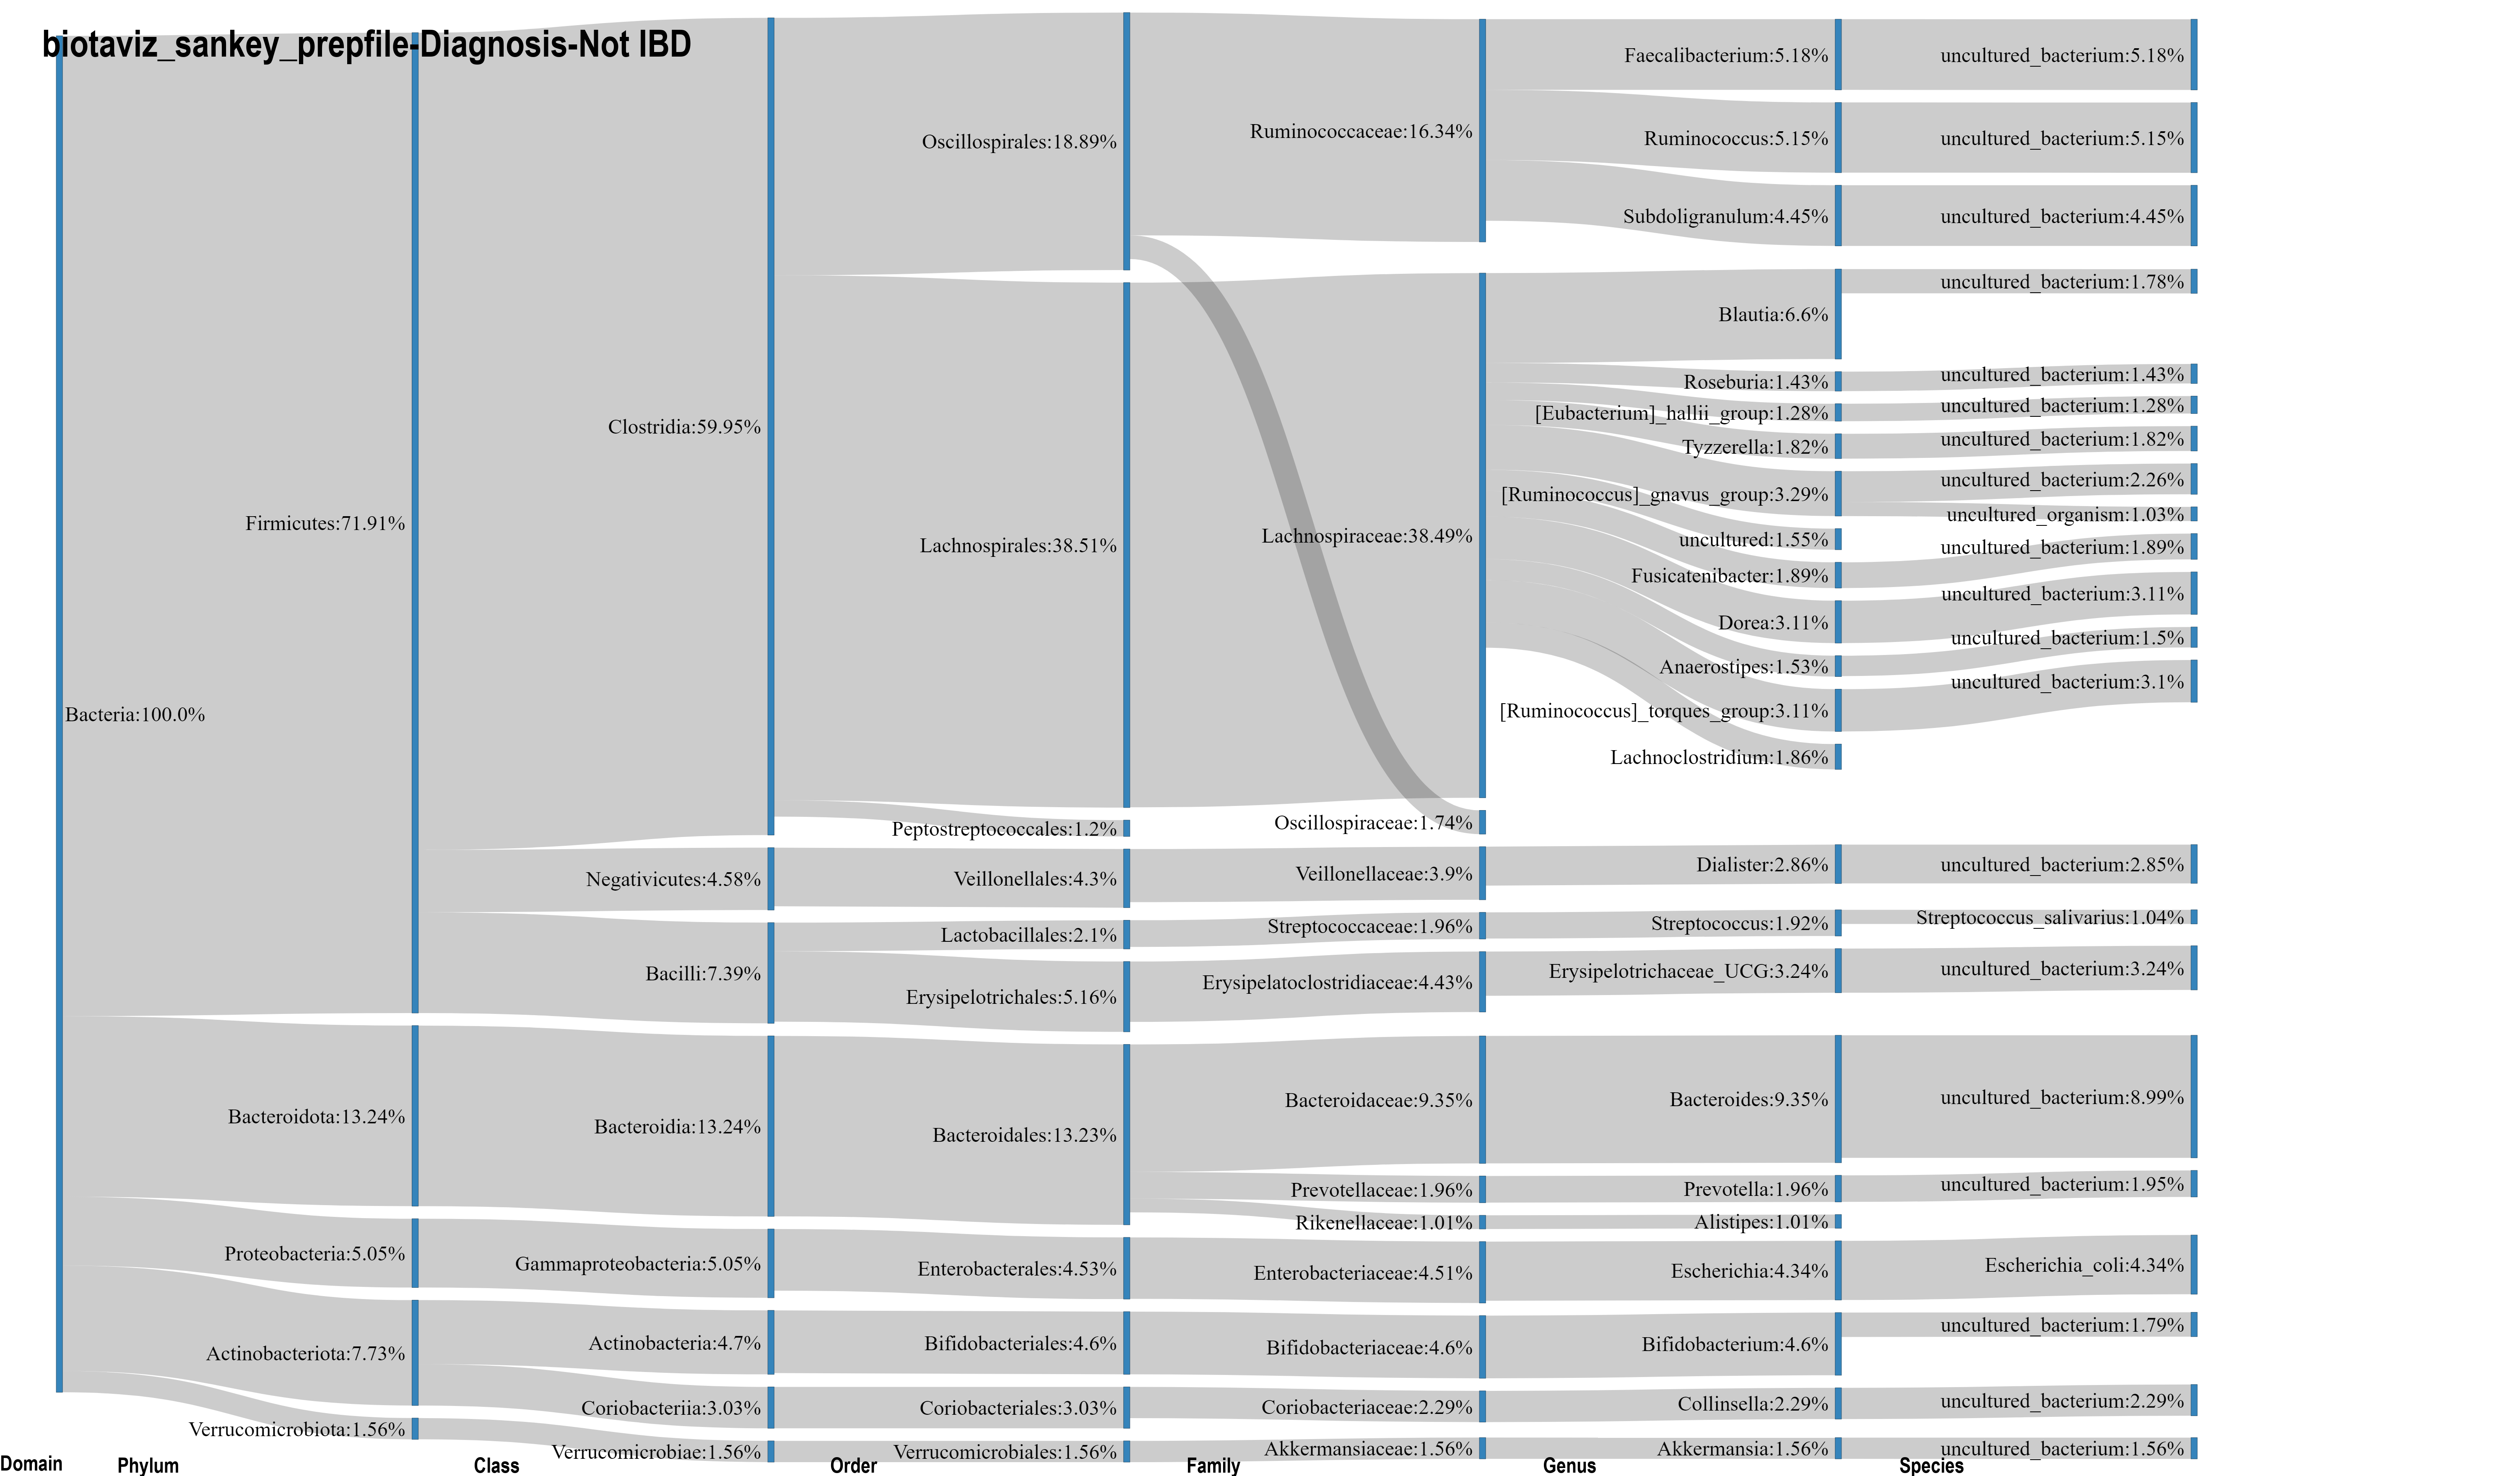 biotaviz_sankey_prepfile-Diagnosis-Not IBD
Bacteria:100.0%
Firmicutes:71.91%
Bacteroidota:13.24%
Proteobacteria:5.05%
Actinobacteriota:7.73%
Verrucomicrobiota:1.56%
Clostridia:59.95%
Negativicutes:4.58%
Bacilli:7.39%
Bacteroidia:13.24%
Gammaproteobacteria:5.05%
Actinobacteria:4.7%
Coriobacteriia:3.03%
Verrucomicrobiae:1.56%
Oscillospirales:18.89%
Lachnospirales:38.51%
Peptostreptococcales:1.2%
Veillonellales:4.3%
Lactobacillales:2.1%
Erysipelotrichales:5.16%
Bacteroidales:13.23%
Enterobacterales:4.53%
Bifidobacteriales:4.6%
Coriobacteriales:3.03%
Verrucomicrobiales:1.56%
Ruminococcaceae:16.34%
Lachnospiraceae:38.49%
Oscillospiraceae:1.74%
Veillonellaceae:3.9%
Streptococcaceae:1.96%
Erysipelatoclostridiaceae:4.43%
Bacteroidaceae:9.35%
Prevotellaceae:1.96%
Rikenellaceae:1.01%
Enterobacteriaceae:4.51%
Bifidobacteriaceae:4.6%
Coriobacteriaceae:2.29%
Akkermansiaceae:1.56%
Faecalibacterium:5.18%
Ruminococcus:5.15%
Subdoligranulum:4.45%
Blautia:6.6%
Roseburia:1.43%
[Eubacterium]_hallii_group:1.28%
Tyzzerella:1.82%
[Ruminococcus]_gnavus_group:3.29%
uncultured:1.55%
Fusicatenibacter:1.89%
Dorea:3.11%
Anaerostipes:1.53%
[Ruminococcus]_torques_group:3.11%
Lachnoclostridium:1.86%
Dialister:2.86%
Streptococcus:1.92%
Erysipelotrichaceae_UCG:3.24%
Bacteroides:9.35%
Prevotella:1.96%
Alistipes:1.01%
Escherichia:4.34%
Bifidobacterium:4.6%
Collinsella:2.29%
Akkermansia:1.56%
uncultured_bacterium:5.18%
uncultured_bacterium:5.15%
uncultured_bacterium:4.45%
uncultured_bacterium:1.78%
uncultured_bacterium:1.43%
uncultured_bacterium:1.28%
uncultured_bacterium:1.82%
uncultured_bacterium:2.26%
uncultured_organism:1.03%
uncultured_bacterium:1.89%
uncultured_bacterium:3.11%
uncultured_bacterium:1.5%
uncultured_bacterium:3.1%
uncultured_bacterium:2.85%
Streptococcus_salivarius:1.04%
uncultured_bacterium:3.24%
uncultured_bacterium:8.99%
uncultured_bacterium:1.95%
Escherichia_coli:4.34%
uncultured_bacterium:1.79%
uncultured_bacterium:2.29%
uncultured_bacterium:1.56%
Domain
Phylum
Class
Order
Family
Genus
Species